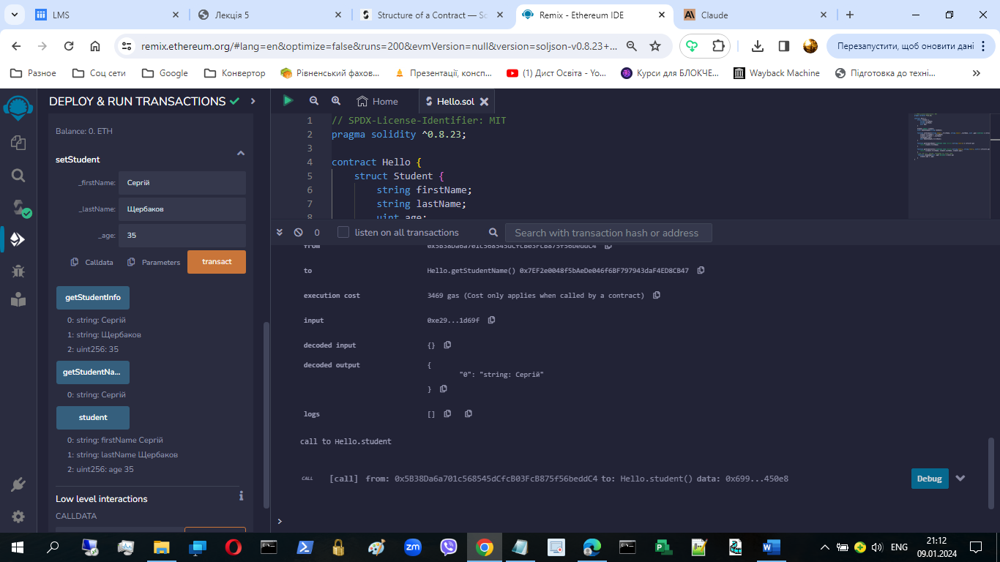 LMS
Лекція 5
Structure of a Contract — Sc
Remix - Ethereum IDE
Claude
remix.ethereum.org/#lang=en&optimize=false&runs=200&evmVersion=null&version=soljson-v0.8.23+...
Перезапустити, щоб оновити дані
Разное
Соц сети
Google
Конвертор
Рівненський фахов...
Презентації, консп...
(1) Дист Освіта - Yo...
Курси для БЛОКЧЕ...
Wayback Machine
Підготовка до техні...
DEPLOY & RUN TRANSACTIONS
Balance: 0. ETH
setStudent
_firstName: Сергій
_lastName: Щербаков
_age: 35
Calldata Parameters transact
getStudentInfo
0: string: Сергій
1: string: Щербаков
2: uint256: 35
getStudentNa...
0: string: Сергій
student
0: string: firstName Сергій
1: string: lastName Щербаков
2: uint256: age 35
Low level interactions
CALLDATA
Home
Hello.sol
1 // SPDX-License-Identifier: MIT
2 pragma solidity ^0.8.23;
3
4 contract Hello {
5 struct Student {
6 string firstName;
7 string lastName;
8 uint age;
0 listen on all transactions Search with transaction hash or address
from 0x5B38Da6a701c568545dCfcB03FcB875f56beddC4
to Hello.getStudentName() 0x7EF2e0048f5bAeDe046f6BF797943daF4ED8CB47
execution cost 3469 gas (Cost only applies when called by a contract)
input 0xe29...1d69f
decoded input {}
decoded output {
"0": "string: Сергій"
}
logs []
call to Hello.student
CALL [call] from: 0x5B38Da6a701c568545dCfcB03FcB875f56beddC4 to: Hello.student() data: 0x699...450e8 Debug
>
zm
ENG
21:12
09.01.2024